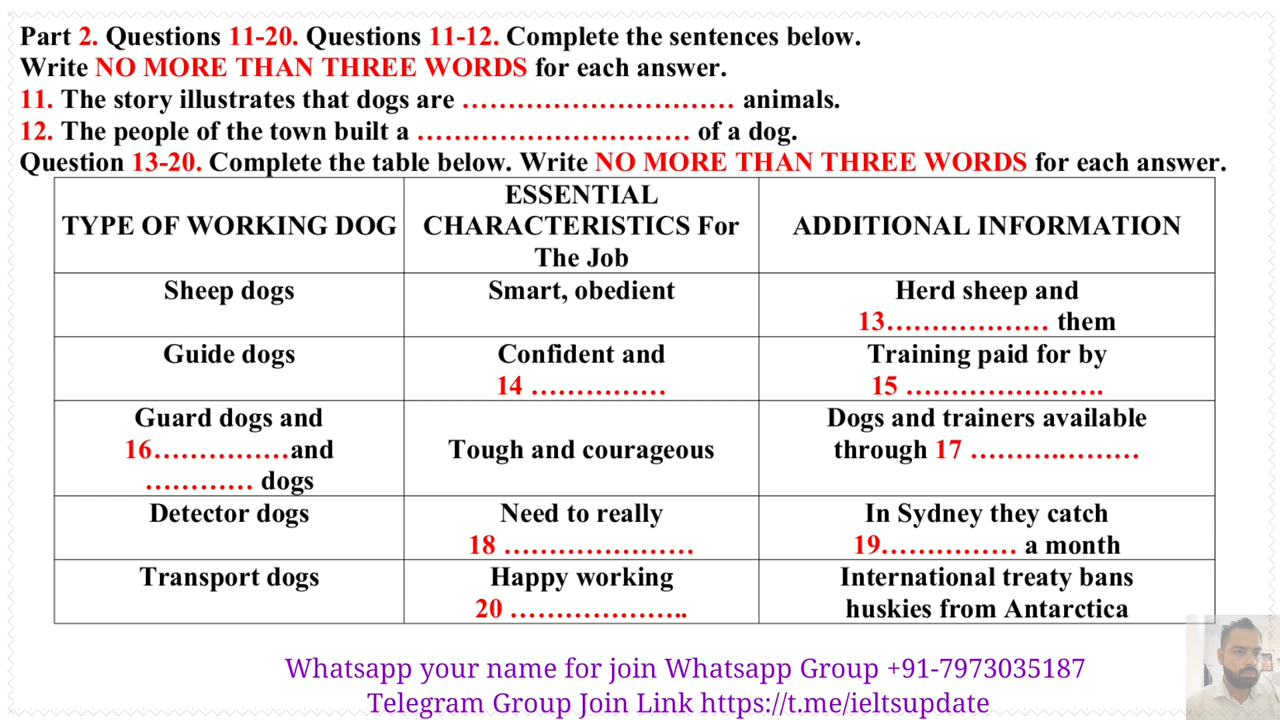 Part 2. Questions 11-20. Questions 11-12. Complete the sentences below.
Write NO MORE THAN THREE WORDS for each answer.
11. The story illustrates that dogs are ………………………… animals.
12. The people of the town built a ………………………… of a dog.
Question 13-20. Complete the table below. Write NO MORE THAN THREE WORDS for each answer.
TYPE OF WORKING DOG
ESSENTIAL
CHARACTERISTICS For
The Job
ADDITIONAL INFORMATION
Sheep dogs
Smart, obedient
Herd sheep and
13……………… them
Guide dogs
Confident and
14 ……………
Training paid for by
15 ………………….
Guard dogs and
16……………and
………… dogs
Tough and courageous
Dogs and trainers available
through 17 ………..………
Detector dogs
Need to really
18 …………………
In Sydney they catch
19…………… a month
Transport dogs
Happy working
20 ………………..
International treaty bans
huskies from Antarctica
Whatsapp your name for join Whatsapp Group +91-7973035187
Telegram Group Join Link https://t.me/ieltsupdate